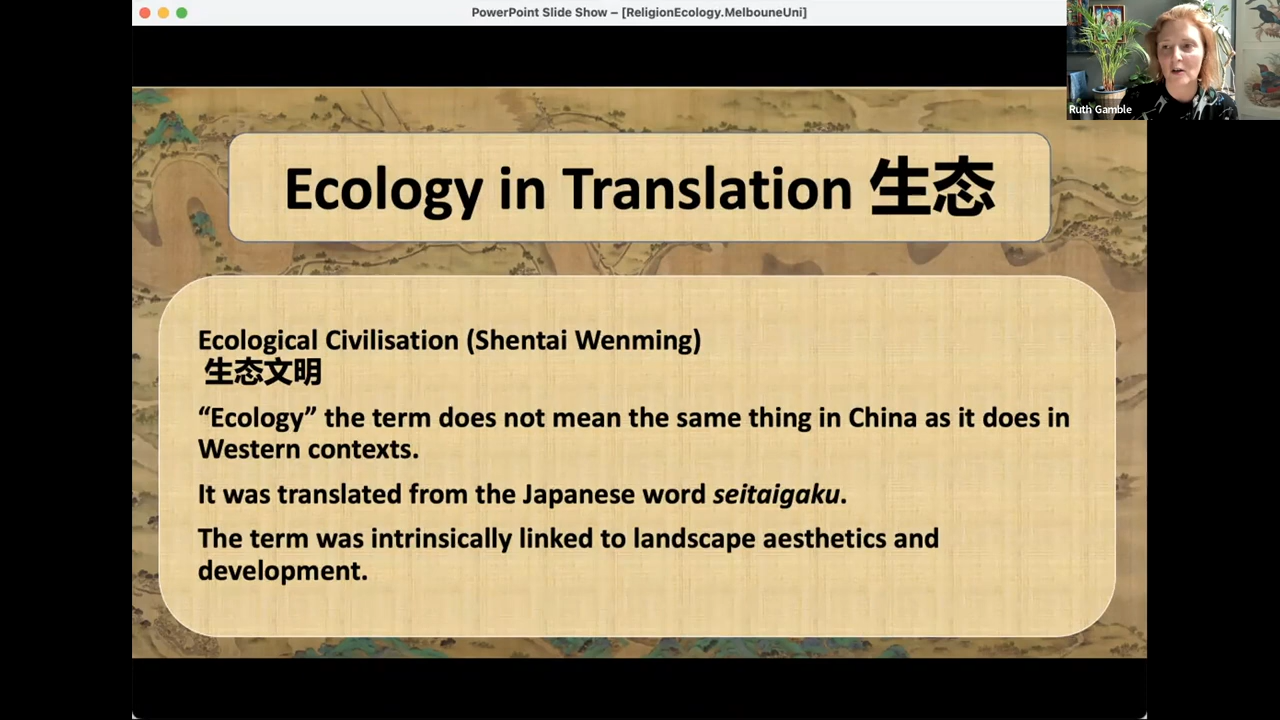 PowerPoint Slide Show – [ReligionEcology.MelbouneUni]
Ruth Gamble
Ecology in Translation 生态
Ecological Civilisation (Shentai Wenming)
生态文明
“Ecology” the term does not mean the same thing in China as it does in
Western contexts.
It was translated from the Japanese word seitaigaku.
The term was intrinsically linked to landscape aesthetics and
development.